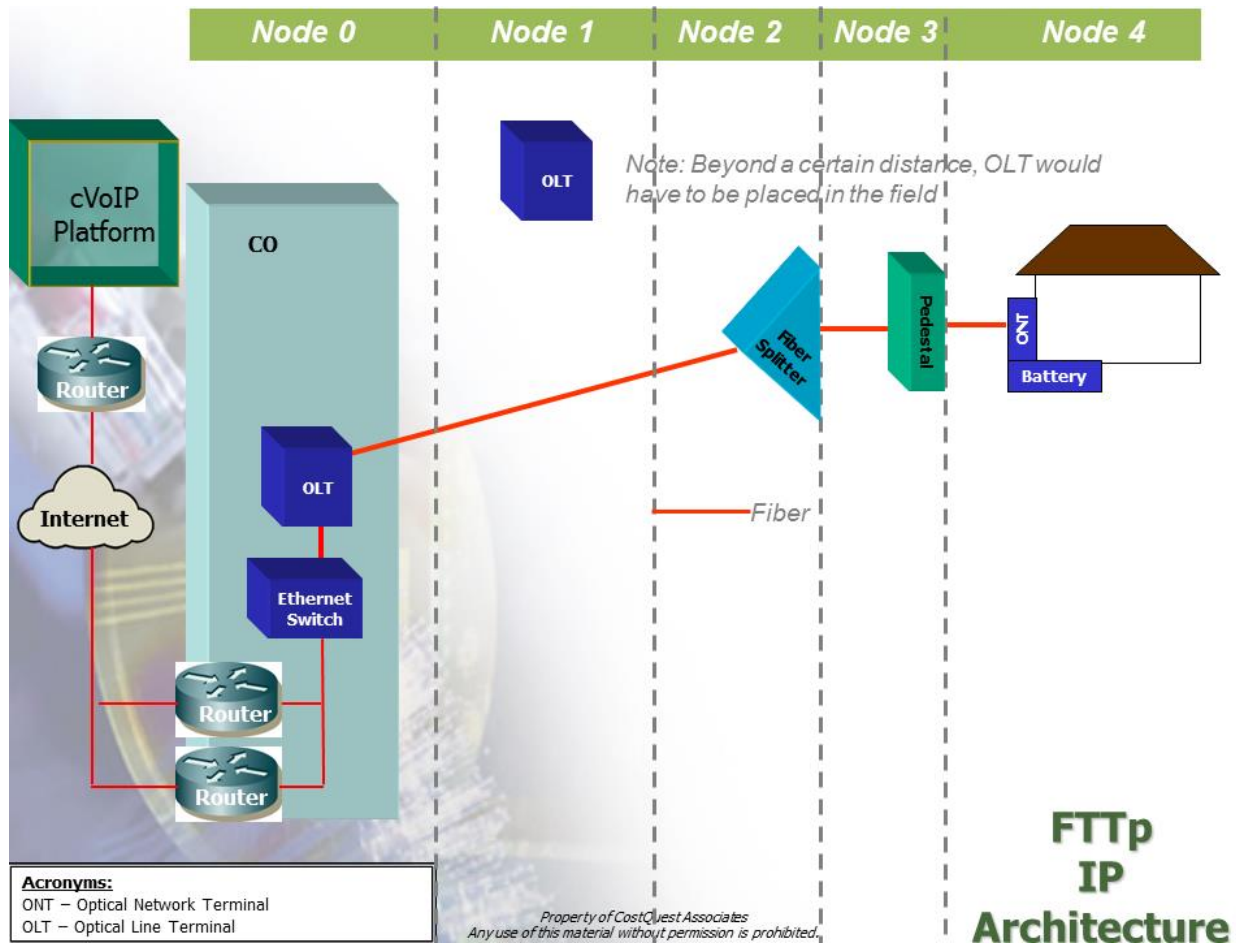 Node 0
Node 1
Node 2
Node 3
Node 4
cVoIP
Platform
CO
OLT
Note: Beyond a certain distance, OLT would
have to be placed in the field
Router
Fiber
Splitter
Pedestal
ONT
Battery
Internet
OLT
Fiber
Ethernet
Switch
Router
Router
FTTp
IP
Architecture
Acronyms:
ONT – Optical Network Terminal
OLT – Optical Line Terminal
Property of CostQuest Associates
Any use of this material without permission is prohibited.